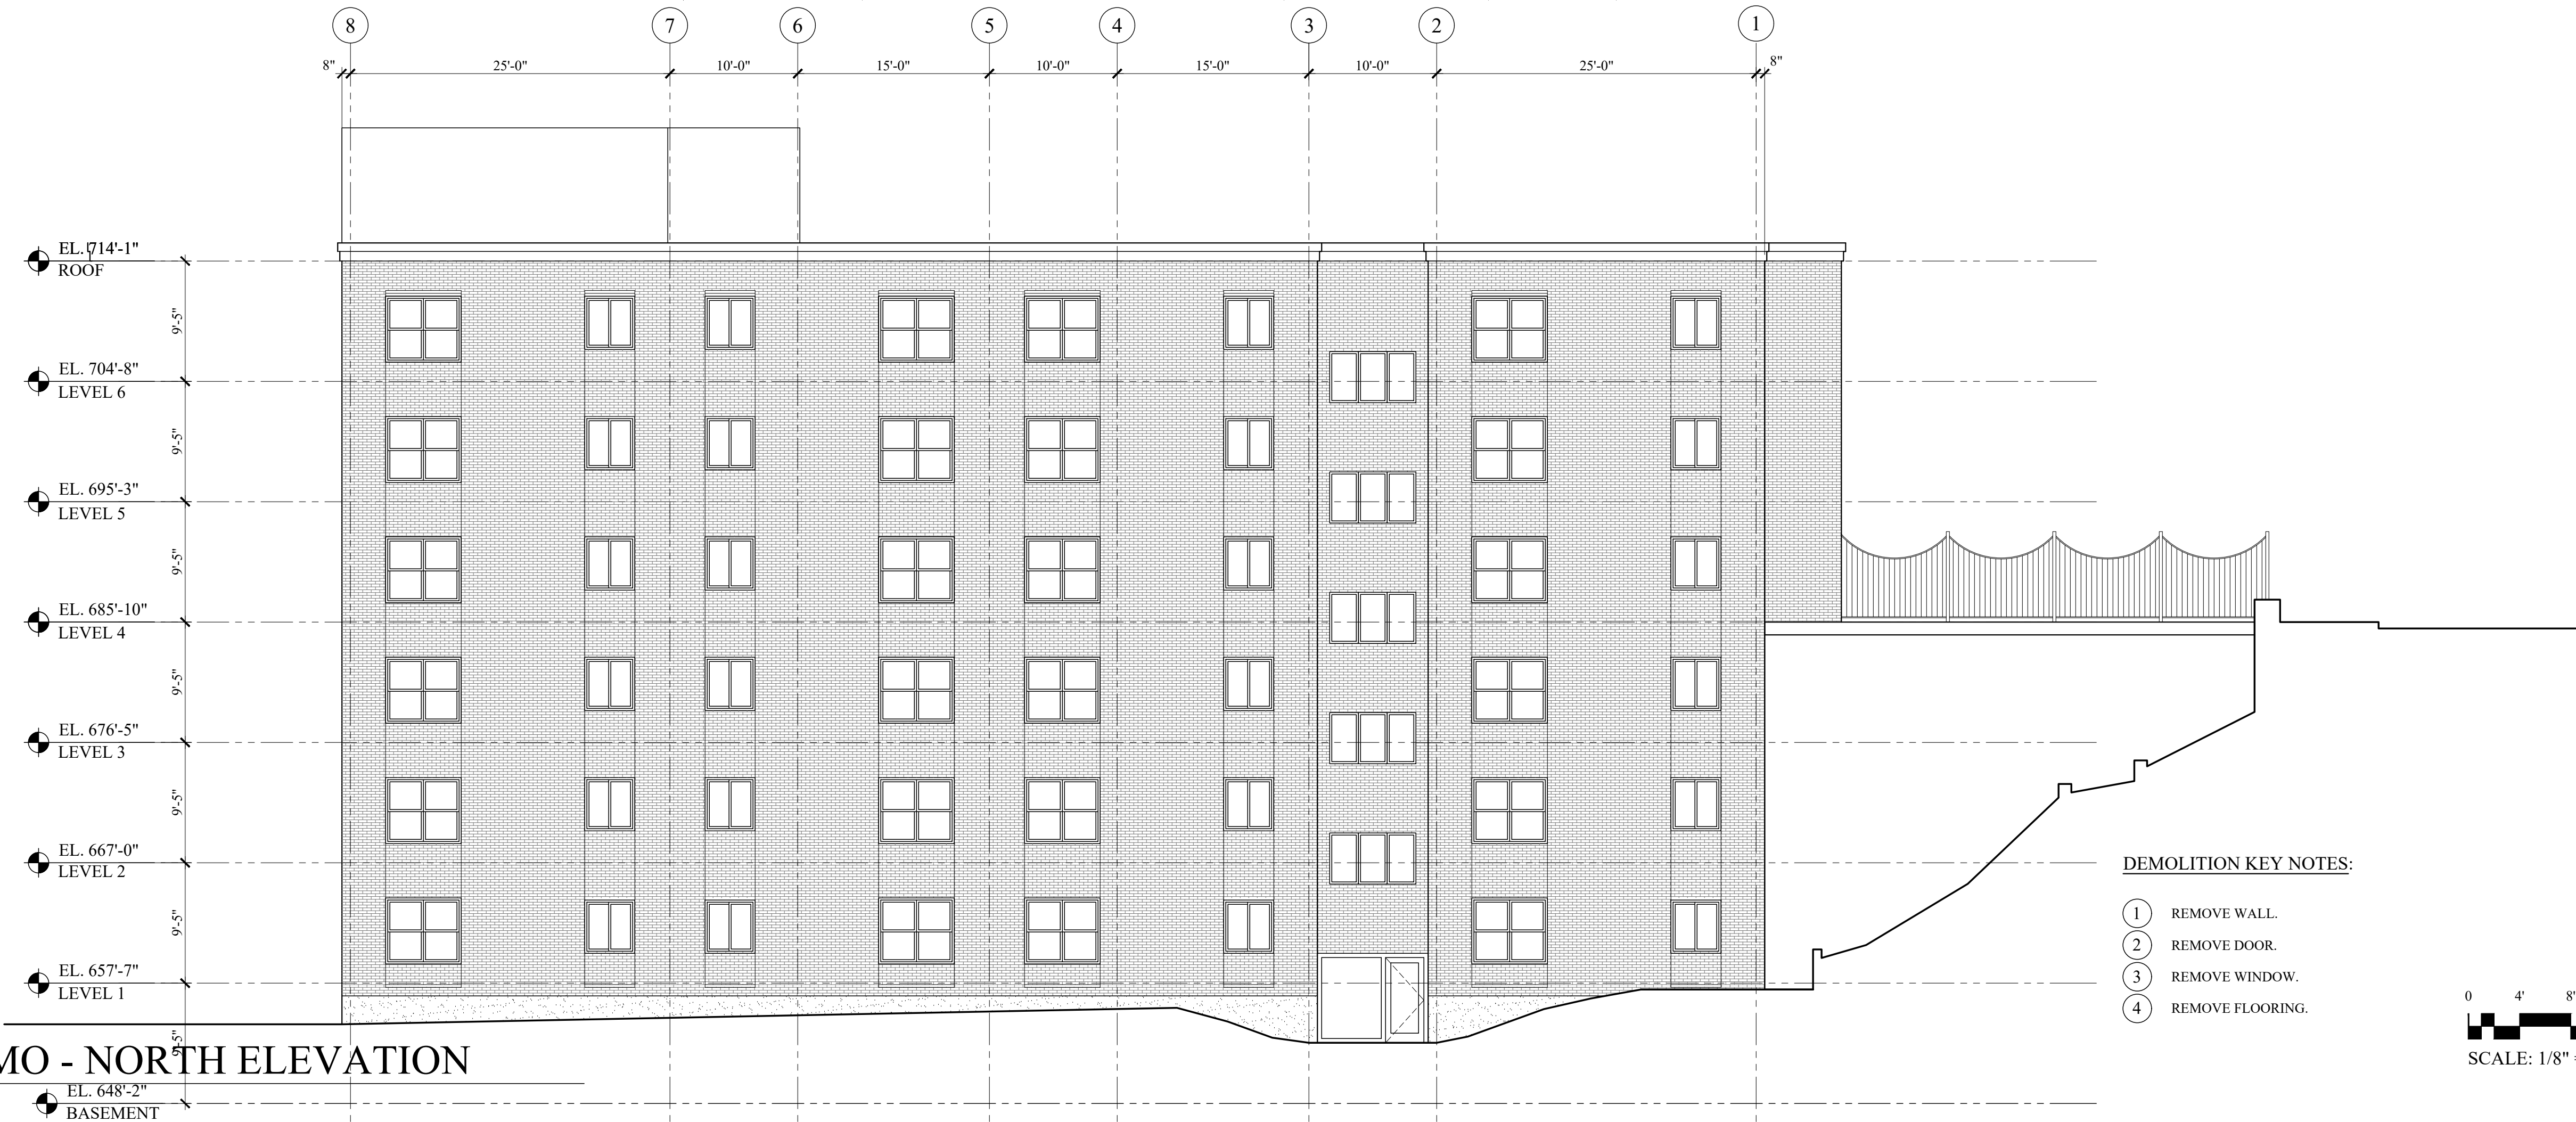 8 7 6 5 4 3 2 1
8" 25'-0" 10'-0" 15'-0" 10'-0" 15'-0" 10'-0" 25'-0" 8"
EL. 714'-1"
ROOF
9'-5"
EL. 704'-8"
LEVEL 6
9'-5"
EL. 695'-3"
LEVEL 5
9'-5"
EL. 685'-10"
LEVEL 4
9'-5"
EL. 676'-5"
LEVEL 3
9'-5"
EL. 667'-0"
LEVEL 2
9'-5"
EL. 657'-7"
LEVEL 1
9'-5"
MO - NORTH ELEVATION
EL. 648'-2"
BASEMENT
DEMOLITION KEY NOTES:
1 REMOVE WALL.
2 REMOVE DOOR.
3 REMOVE WINDOW.
4 REMOVE FLOORING.
0 4' 8'
SCALE: 1/8"